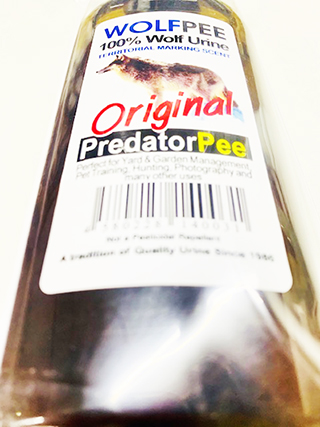 WOLFPEE
100% Wolf Urine
TERRITORIAL MARKING SCENT
Original
PredatorPee
Perfect for Yard & Garden Management,
Pet Training, Hunting, Photography and
many other uses
Not a Pesticidal Repellent
A tradition of Quality Urine Since 1986